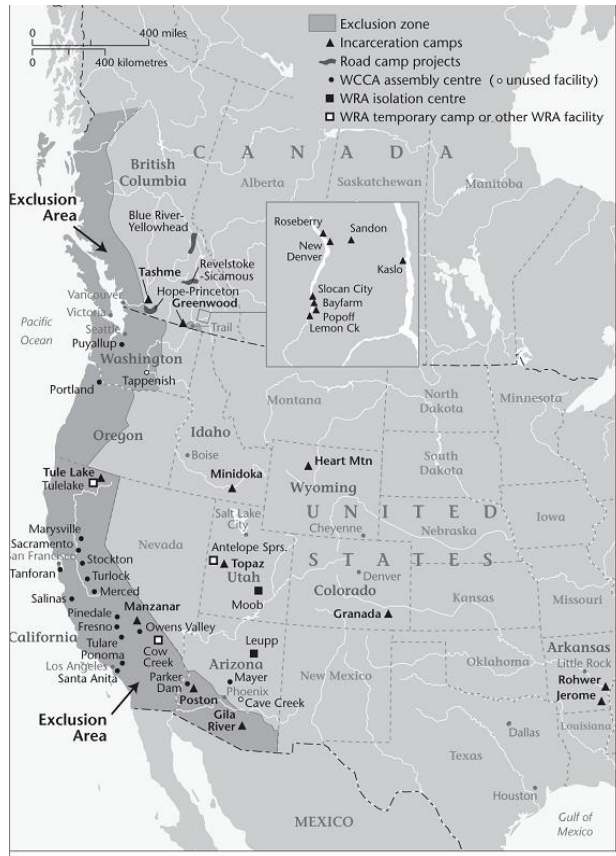 0 400 miles
0 400 kilometres
Exclusion zone
Incarceration camps
Road camp projects
WCCA assembly centre (o unused facility)
WRA isolation centre
WRA temporary camp or other WRA facility
CANADA
British
Columbia
Alberta
Saskatchewan
Manitoba
Exclusion
Area
Blue River-
Yellowhead
Roseberry
Sandon
New
Denver
Kaslo
Slocan City
Bayfarm
Popoff
Lemon Ck
Revelstoke
-Sicamous
Tashme
Hope-Princeton
Greenwood
Vancouver
Victoria
Trail
Pacific
Ocean
Seattle
Puyallup
Washington
Tappenish
Portland
Montana
North
Dakota
Minnesota
Oregon
Idaho
Boise
South
Dakota
Tule Lake
Tulelake
Minidoka
Heart Mtn
Wyoming
UNITED
Salt Lake
City
Cheyenne
Nebraska
Iowa
Marysville
Sacramento
San Francisco
Stockton
Nevada
Antelope Sprs.
STATES
Tanforan
Turlock
Topaz
Utah
Denver
Colorado
Kansas
Missouri
Salinas
Merced
Moob
Pinedale
Manzanar
Granada
Fresno
Owens Valley
California
Tulare
Leupp
Arkansas
Ponoma
Cow
Creek
Arizona
Oklahoma
Little Rock
Los Angeles
Santa Anita
Parker
Dam
Mayer
New Mexico
Rohwer
Phoenix
Jerome
Poston
Cave Creek
Exclusion
Area
Gila
River
Louisiana
Dallas
Texas
Houston
MEXICO
Gulf of
Mexico